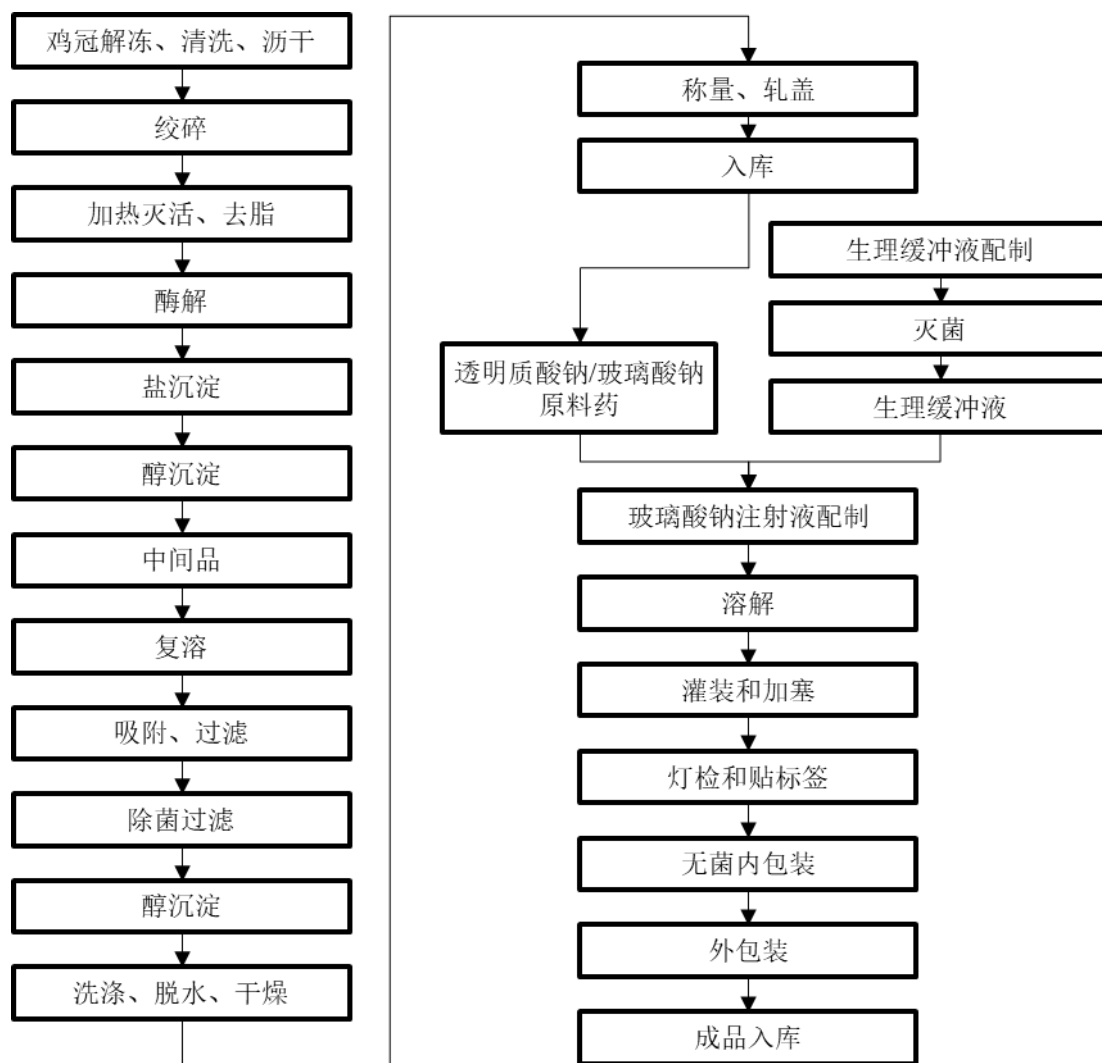 鸡冠解冻、清洗、沥干
绞碎
加热灭活、去脂
酶解
盐沉淀
醇沉淀
中间品
复溶
吸附、过滤
除菌过滤
醇沉淀
洗涤、脱水、干燥
称量、轧盖
入库
透明质酸钠/玻璃酸钠
原料药
生理缓冲液配制
灭菌
生理缓冲液
玻璃酸钠注射液配制
溶解
灌装和加塞
灯检和贴标签
无菌内包装
外包装
成品入库